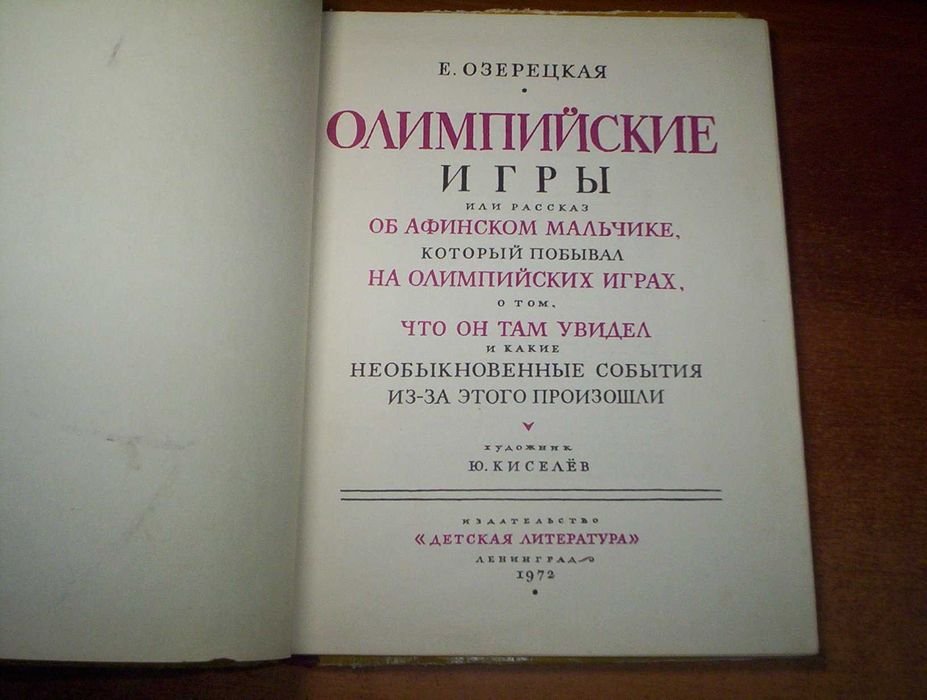 Е. ОЗЕРЕЦКАЯ
ОЛИМПИЙСКИЕ
ИГРЫ
ИЛИ РАССКАЗ
ОБ АФИНСКОМ МАЛЬЧИКЕ,
КОТОРЫЙ ПОБЫВАЛ
НА ОЛИМПИЙСКИХ ИГРАХ,
О ТОМ,
ЧТО ОН ТАМ УВИДЕЛ
И КАКИЕ
НЕОБЫКНОВЕННЫЕ СОБЫТИЯ
ИЗ-ЗА ЭТОГО ПРОИЗОШЛИ
ХУДОЖНИК
Ю. КИСЕЛЁВ
ИЗДАТЕЛЬСТВО
«ДЕТСКАЯ ЛИТЕРАТУРА»
ЛЕНИНГРАД
1972